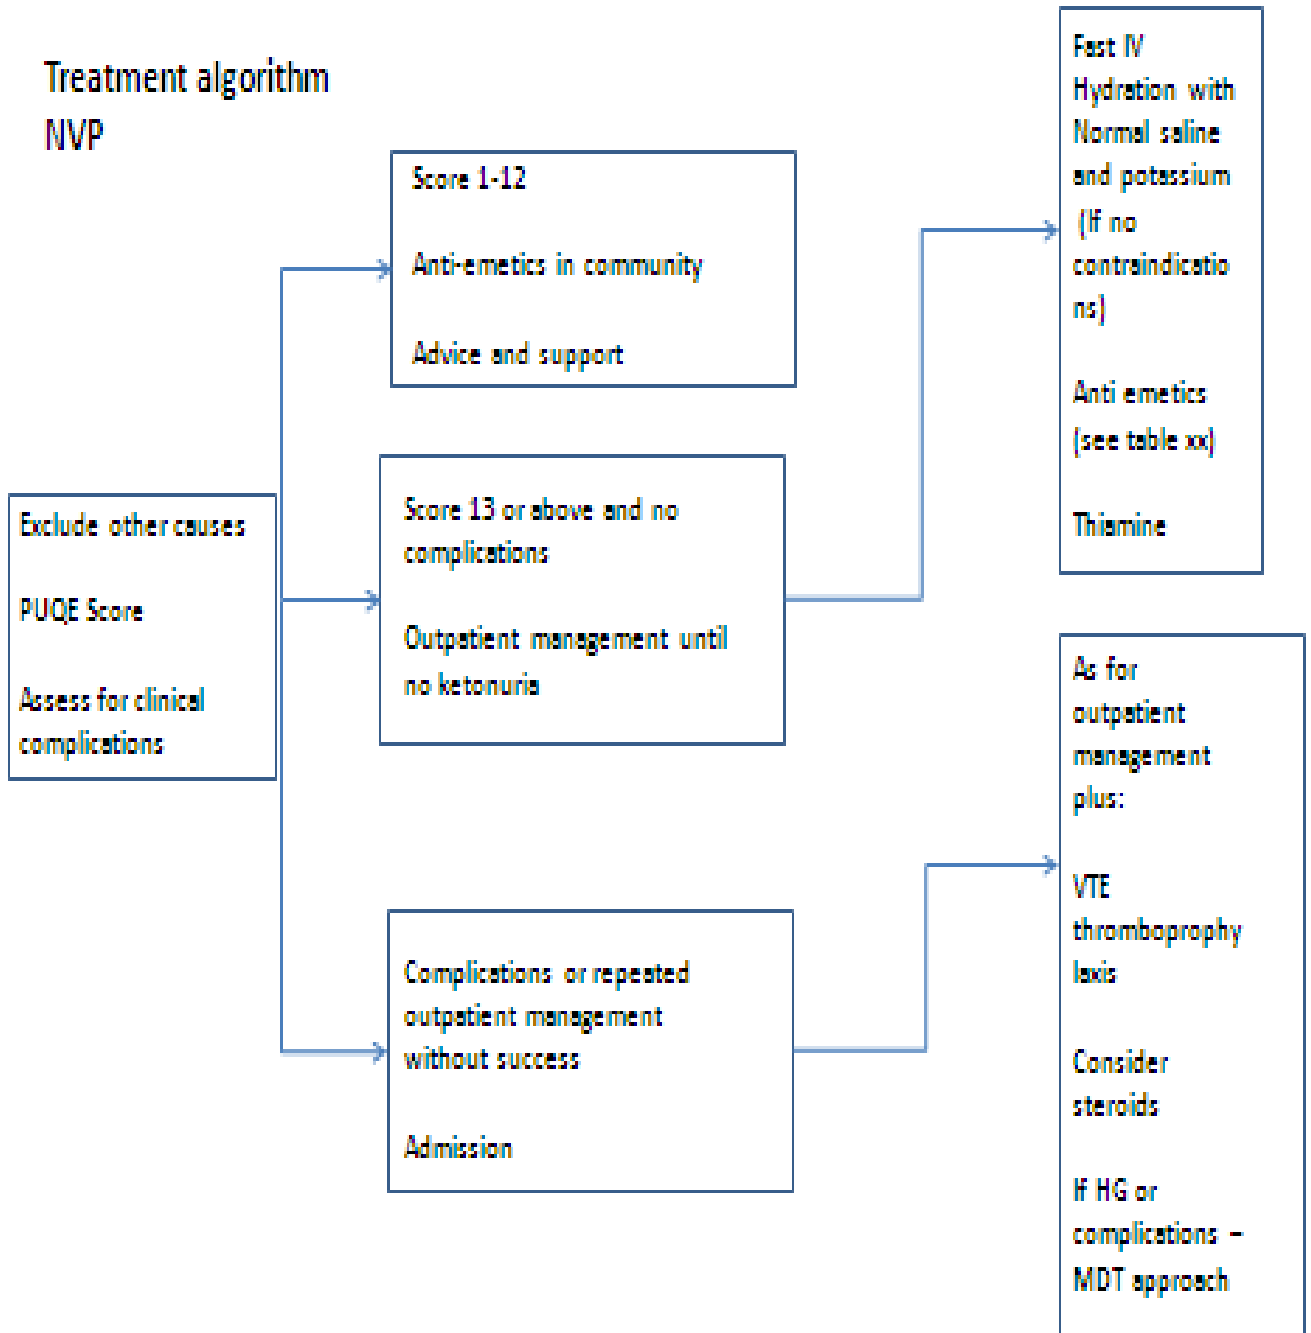 Treatment algorithm
NVP
Exclude other causes
PUQE Score
Assess for clinical
complications
Score 1-12
Anti-emetics in community
Advice and support
Score 13 or above and no
complications
Outpatient management until
no ketonuria
Complications or repeated
outpatient management
without success
Admission
Fast IV
Hydration with
Normal saline
and potassium
(If no
contraindicatio
ns)
Anti emetics
(see table xx)
Thiamine
As for
outpatient
management
plus:
VTE
thromboprophy
laxis
Consider
steroids
If HG or
complications –
MDT approach